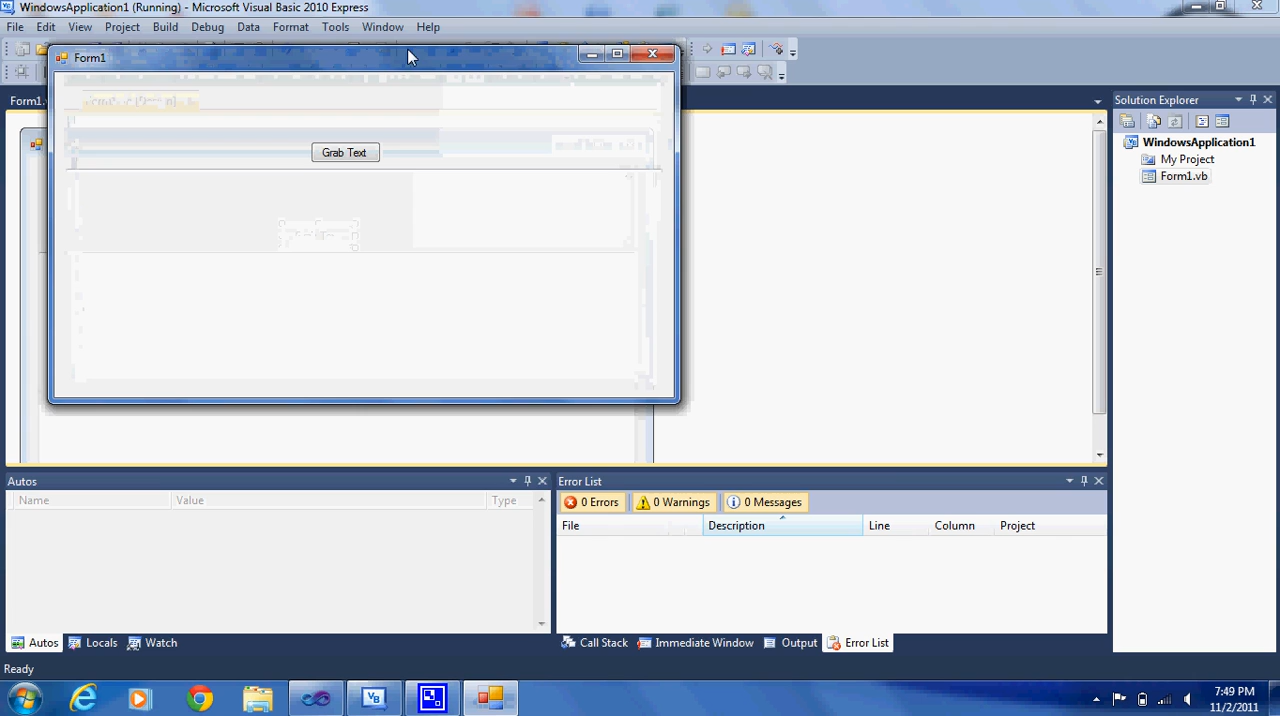 WindowsApplication1 (Running) - Microsoft Visual Basic 2010 Express
File Edit View Project Build Debug Data Format Tools Window Help
Form1
Form1.
Grab Text
Solution Explorer
WindowsApplication1
My Project
Form1.vb
Autos
Name Value Type
Error List
0 Errors 0 Warnings 0 Messages
File Description Line Column Project
Autos Locals Watch
Call Stack Immediate Window Output Error List
Ready
7:49 PM
11/2/2011